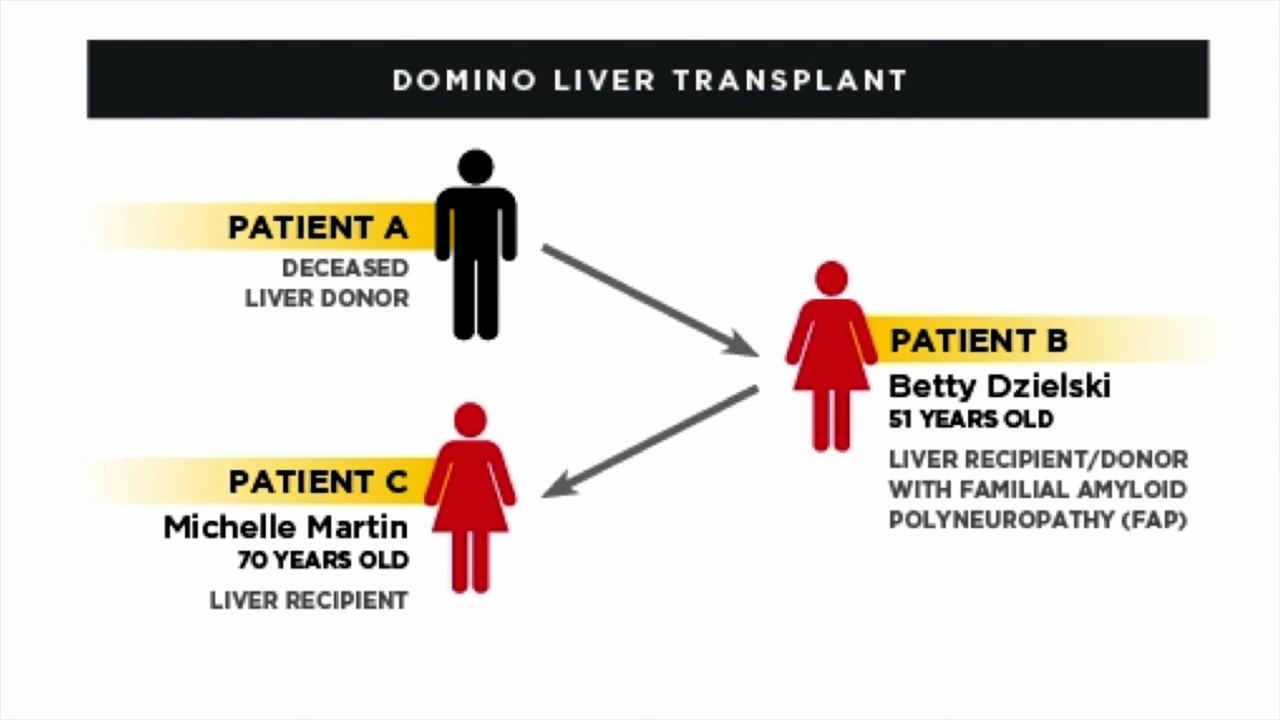 DOMINO LIVER TRANSPLANT
PATIENT A
DECEASED
LIVER DONOR
PATIENT B
Betty Dzielski
51 YEARS OLD
LIVER RECIPIENT/DONOR
WITH FAMILIAL AMYLOID
POLYNEUROPATHY (FAP)
PATIENT C
Michelle Martin
70 YEARS OLD
LIVER RECIPIENT